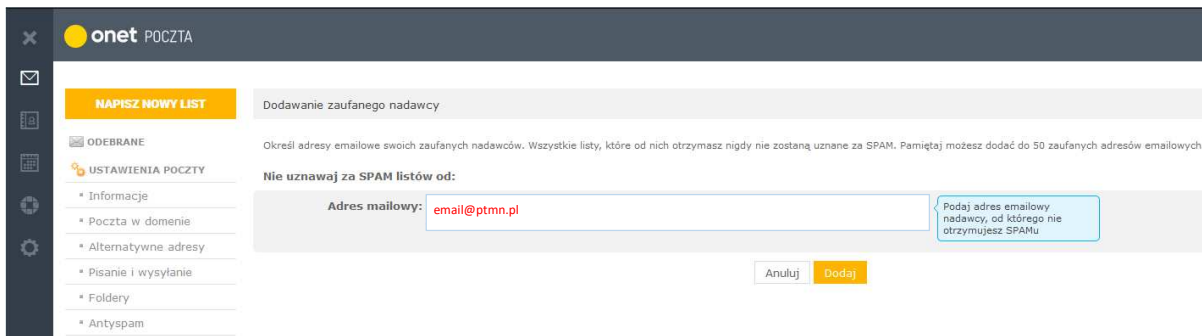 onet POCZTA
NAPISZ NOWY LIST
ODEBRANE
USTAWIENIA POCZTY
Informacje
Poczta w domenie
Alternatywne adresy
Pisanie i wysyłanie
Foldery
Antyspam
Dodawanie zaufanego nadawcy
Określ adresy emailowe swoich zaufanych nadawców. Wszystkie listy, które od nich otrzymasz nigdy nie zostaną uznane za SPAM. Pamiętaj możesz dodać do 50 zaufanych adresów emailowych
Nie uznawaj za SPAM listów od:
Adres mailowy: email@ptmn.pl
Podaj adres emailowy
nadawcy, od którego nie
otrzymujesz SPAMu
Anuluj Dodaj